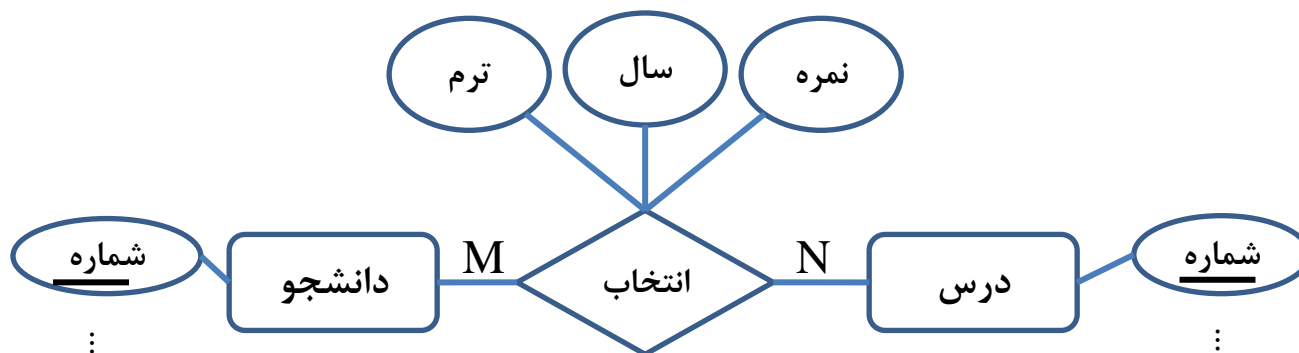 نمره سال ترم
شماره درس N انتخاب M دانشجو شماره
... ...